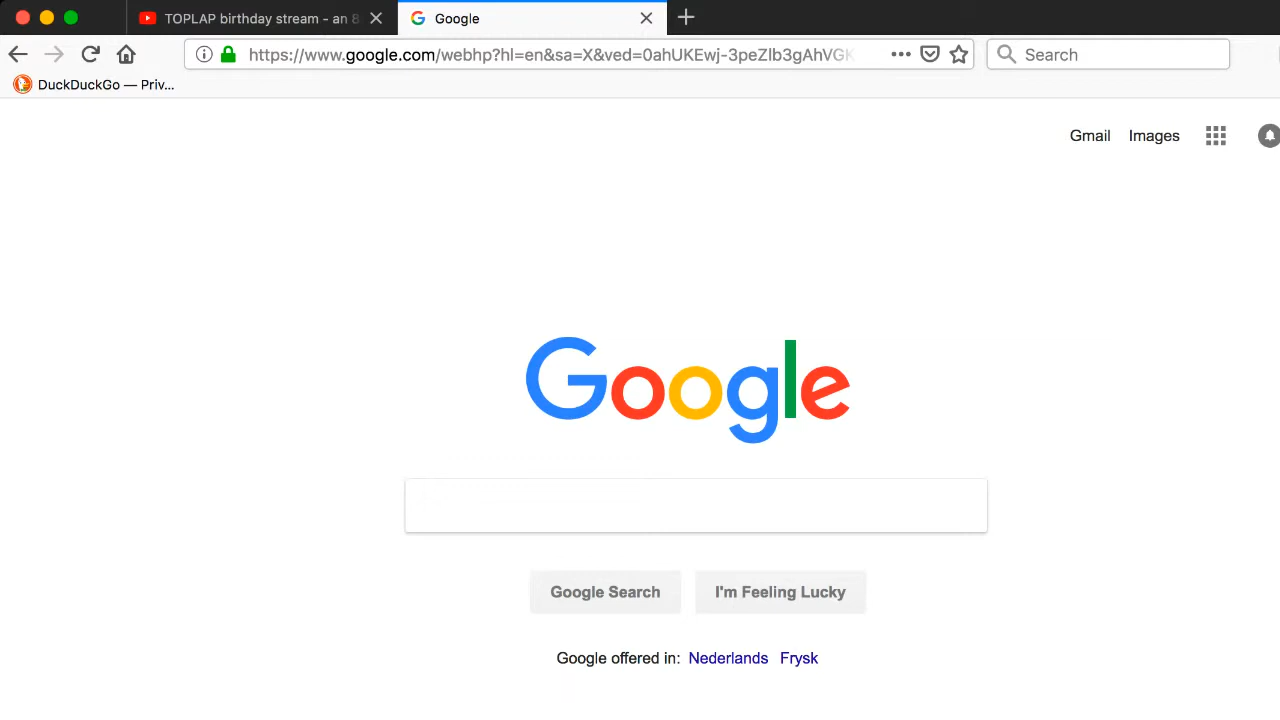 TOPLAP birthday stream - an 8
Google
https://www.google.com/webhp?hl=en&sa=X&ved=0ahUKEwj-3peZlb3gAhVGK
Search
DuckDuckGo — Priv...
Gmail Images
Google
Google Search I'm Feeling Lucky
Google offered in: Nederlands Frysk